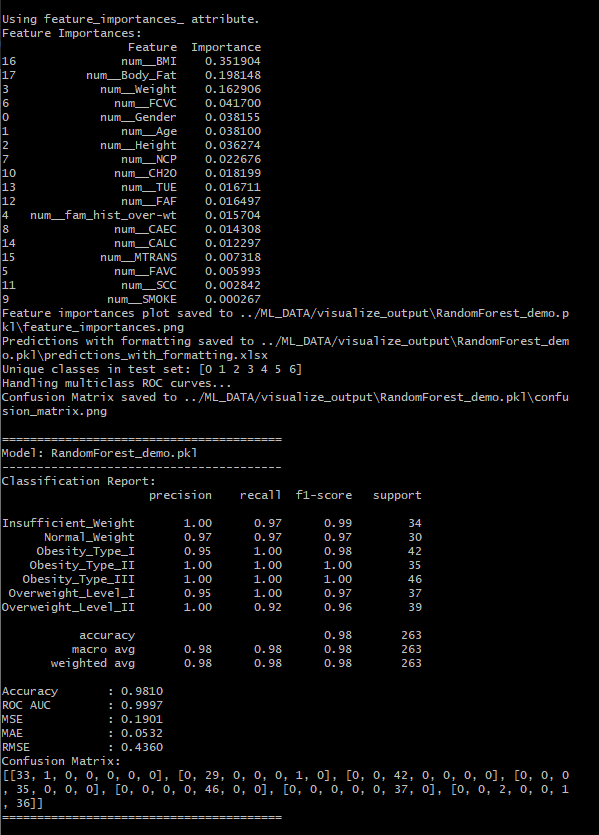 Using feature_importances_ attribute.
Feature Importances:
Feature Importance
16 num__BMI 0.351904
17 num__Body_Fat 0.198148
3 num__Weight 0.162906
6 num__FCVC 0.041700
0 num__Gender 0.038155
1 num__Age 0.038100
2 num__Height 0.036274
7 num__NCP 0.022676
10 num__CH2O 0.018199
13 num__TUE 0.016711
12 num__FAF 0.016497
4 num__fam_hist_over-wt 0.015704
8 num__CAEC 0.014308
14 num__CALC 0.012297
15 num__MTRANS 0.007318
5 num__FAVC 0.005993
11 num__SCC 0.002842
9 num__SMOKE 0.000267
Feature importances plot saved to ../ML_DATA/visualize_output\RandomForest_demo.p
kl\feature_importances.png
Predictions with formatting saved to ../ML_DATA/visualize_output\RandomForest_dem
o.pkl\predictions_with_formatting.xlsx
Unique classes in test set: [0 1 2 3 4 5 6]
Handling multiclass ROC curves...
Confusion Matrix saved to ../ML_DATA/visualize_output\RandomForest_demo.pkl\confu
sion_matrix.png
========================================
Model: RandomForest_demo.pkl
----------------------------------------
Classification Report:
precision recall f1-score support
Insufficient_Weight 1.00 0.97 0.99 34
Normal_Weight 0.97 0.97 0.97 30
Obesity_Type_I 0.95 1.00 0.98 42
Obesity_Type_II 1.00 1.00 1.00 35
Obesity_Type_III 1.00 1.00 1.00 46
Overweight_Level_I 0.95 1.00 0.97 37
Overweight_Level_II 1.00 0.92 0.96 39
accuracy 0.98 263
macro avg 0.98 0.98 0.98 263
weighted avg 0.98 0.98 0.98 263
Accuracy : 0.9810
ROC AUC : 0.9997
MSE : 0.1901
MAE : 0.0532
RMSE : 0.4360
Confusion Matrix:
[[33, 1, 0, 0, 0, 0, 0], [0, 29, 0, 0, 0, 1, 0], [0, 0, 42, 0, 0, 0, 0], [0, 0, 0
, 35, 0, 0, 0], [0, 0, 0, 0, 46, 0, 0], [0, 0, 0, 0, 0, 37, 0], [0, 0, 2, 0, 0, 1
, 36]]
========================================